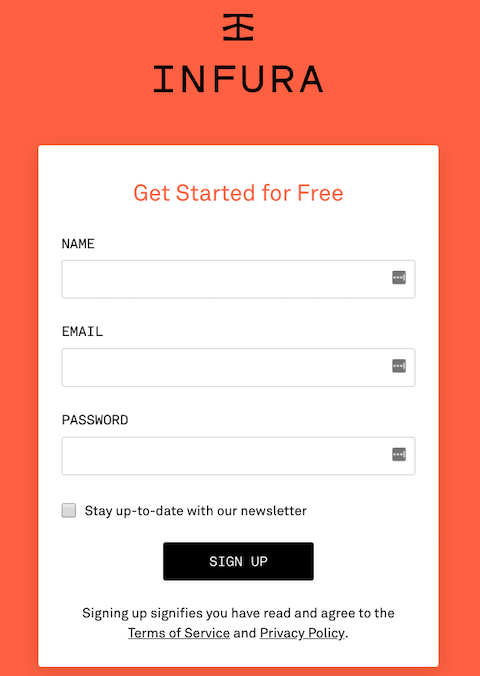 INFURA
Get Started for Free
NAME
EMAIL
PASSWORD
Stay up-to-date with our newsletter
SIGN UP
Signing up signifies you have read and agree to the
Terms of Service and Privacy Policy.